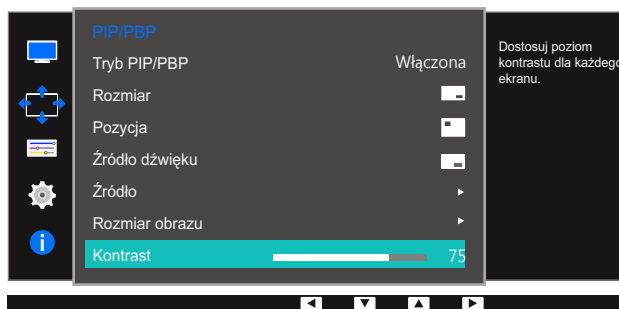 PIP/PBP
Tryb PIP/PBP Włączona
Rozmiar
Pozycja
Źródło dźwięku
Źródło
Rozmiar obrazu
Kontrast 75
Dostosuj poziom
kontrastu dla każdego
ekranu.